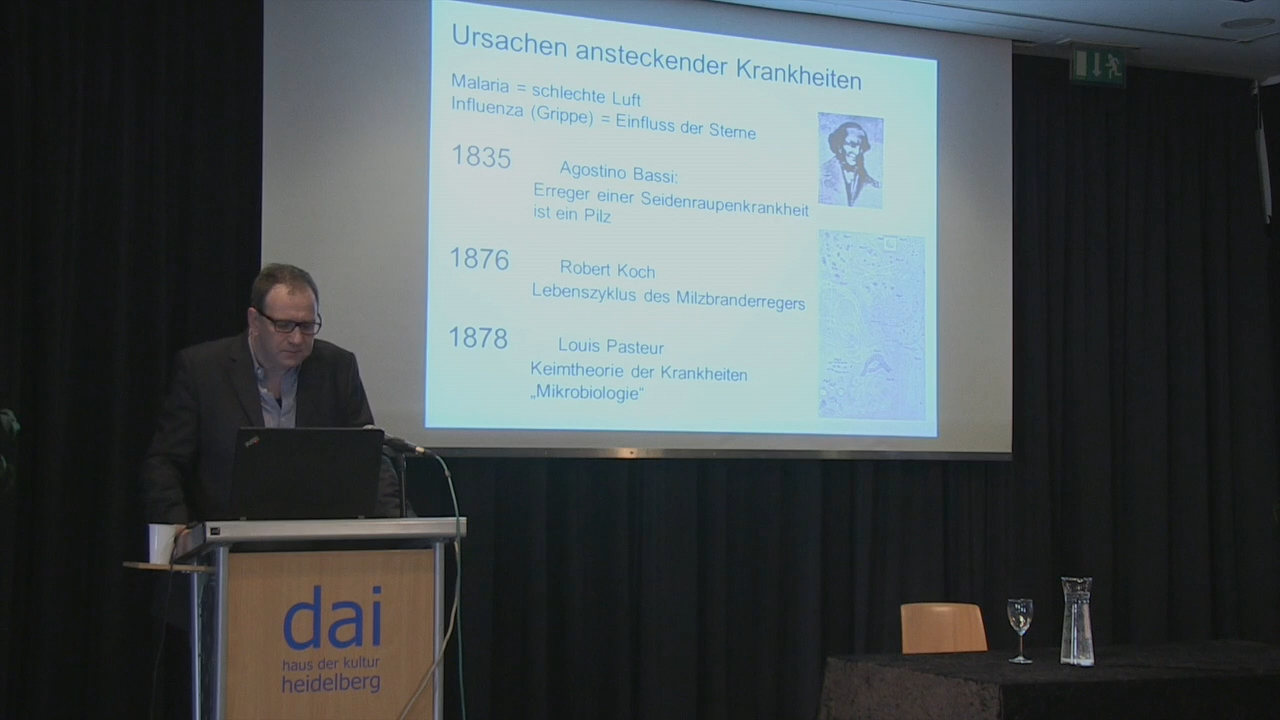 Ursachen ansteckender Krankheiten
Malaria = schlechte Luft
Influenza (Grippe) = Einfluss der Sterne
1835 Agostino Bassi:
Erreger einer Seidenraupenkrankheit
ist ein Pilz
1876 Robert Koch
Lebenszyklus des Milzbranderregers
1878 Louis Pasteur
Keimtheorie der Krankheiten
„Mikrobiologie“
dai
haus der kultur
heidelberg